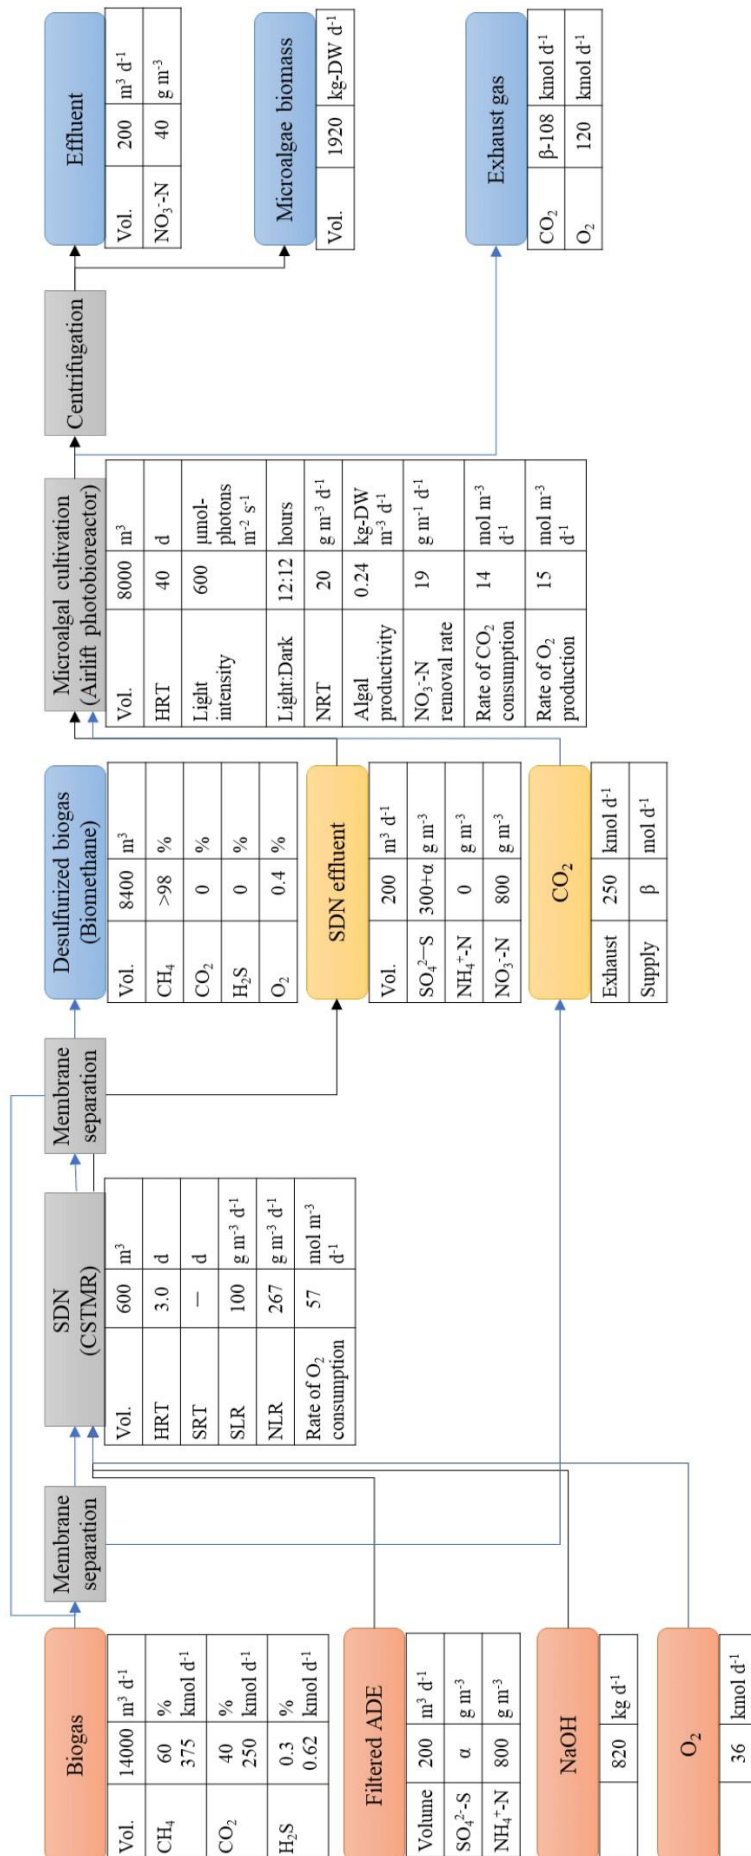 Biogas
Vol. 14000 m³ d⁻¹
CH₄ 60 %
375 kmol d⁻¹
CO₂ 40 %
250 kmol d⁻¹
H₂S 0.3 %
0.62 kmol d⁻¹
Filtered ADE
Volume 200 m³ d⁻¹
SO₄²⁻-S α g m⁻³
NH₄⁺-N 800 g m⁻³
NaOH
820 kg d⁻¹
O₂
36 kmol d⁻¹
Membrane
separation
SDN
(CSTMR)
Vol. 600 m³
HRT 3.0 d
SRT — d
SLR 100 g m⁻³ d⁻¹
NLR 267 g m⁻³ d⁻¹
Rate of O₂ 57 mol m⁻³
consumption d⁻¹
Membrane
separation
Desulfurized biogas
(Biomethane)
Vol. 8400 m³
CH₄ >98 %
CO₂ 0 %
H₂S 0 %
O₂ 0.4 %
SDN effluent
Vol. 200 m³ d⁻¹
SO₄²—S 300+α g m⁻³
NH₄⁺-N 0 g m⁻³
NO₃⁻-N 800 g m⁻³
CO₂
Exhaust 250 kmol d⁻¹
Supply β mol d⁻¹
Microalgal cultivation
(Airlift photobioreactor)
Vol. 8000 m³
HRT 40 d
Light 600 μmol-
intensity photons
m⁻² s⁻¹
Light:Dark 12:12 hours
NRT 20 g m⁻³ d⁻¹
Algal 0.24 kg-DW
productivity m⁻³ d⁻¹
NO₃⁻-N 19 g m⁻¹ d⁻¹
removal rate
Rate of CO₂ 14 mol m⁻³
consumption d⁻¹
Rate of O₂ 15 mol m⁻³
production d⁻¹
Centrifugation
Effluent
Vol. 200 m³ d⁻¹
NO₃⁻-N 40 g m⁻³
Microalgae biomass
Vol. 1920 kg-DW d⁻¹
Exhaust gas
CO₂ β-108 kmol d⁻¹
O₂ 120 kmol d⁻¹